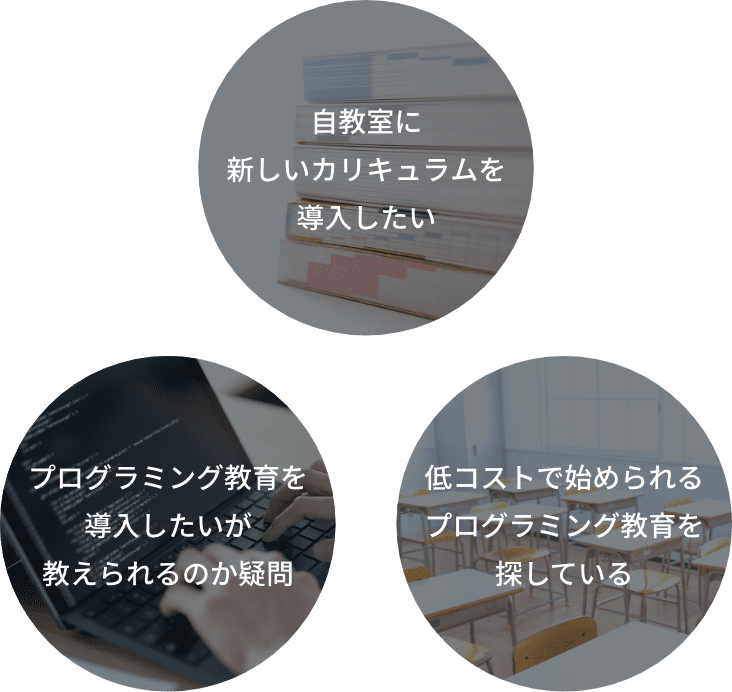 自教室に
新しいカリキュラムを
導入したい
プログラミング教育を
導入したいが
教えられるのか疑問
低コストで始められる
プログラミング教育を
探している